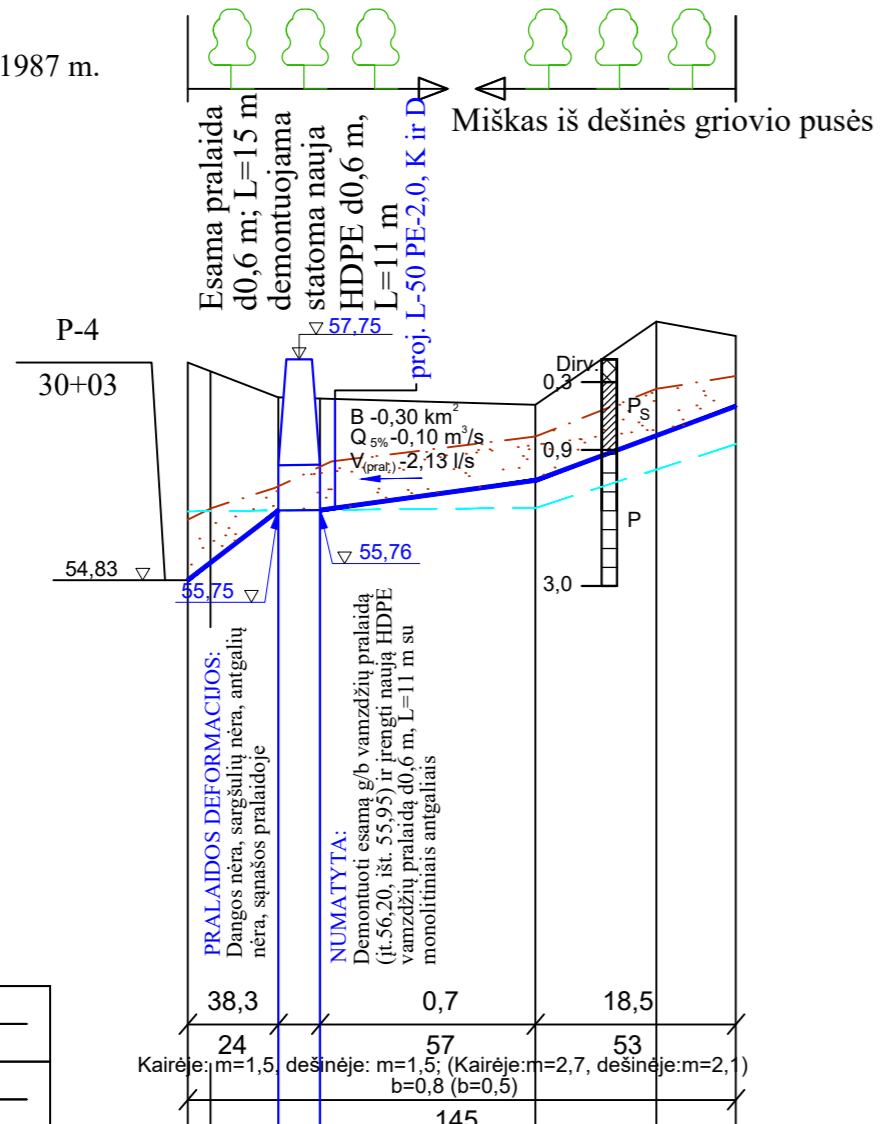 1987 m.
Miškas iš dešinės griovio pusės
Esama pralaida
d0,6 m; L=15 m
demontuojama
statoma nauja
HDPE d0,6 m,
L=11 m
proj. L-50 PE-2,0, K ir D
P-4
30+03
57,75
Dirv.
0,3
P_S
0,9
P
3,0
B -0,30 km²
Q 5% -0,10 m³/s
V(pral.) -2,13 l/s
54,83
55,75
55,76
PRALAIDOS DEFORMACIJOS:
Dangos nėra, sargšulių nėra, antgalių
nėra, sąnašos pralaidoje
NUMATYTA:
Demontuoti esamą g/b vamzdžių pralaidą
(įt.56,20, išt. 55,95) ir įrengti naują HDPE
vamzdžių pralaidą d0,6 m, L=11 m su
monolitiniais antgaliais
38,3 0,7 18,5
24 57 53
Kairėje: m=1,5, dešinėje: m=1,5; (Kairėje:m=2,7, dešinėje:m=2,1)
b=0,8 (b=0,5)
145